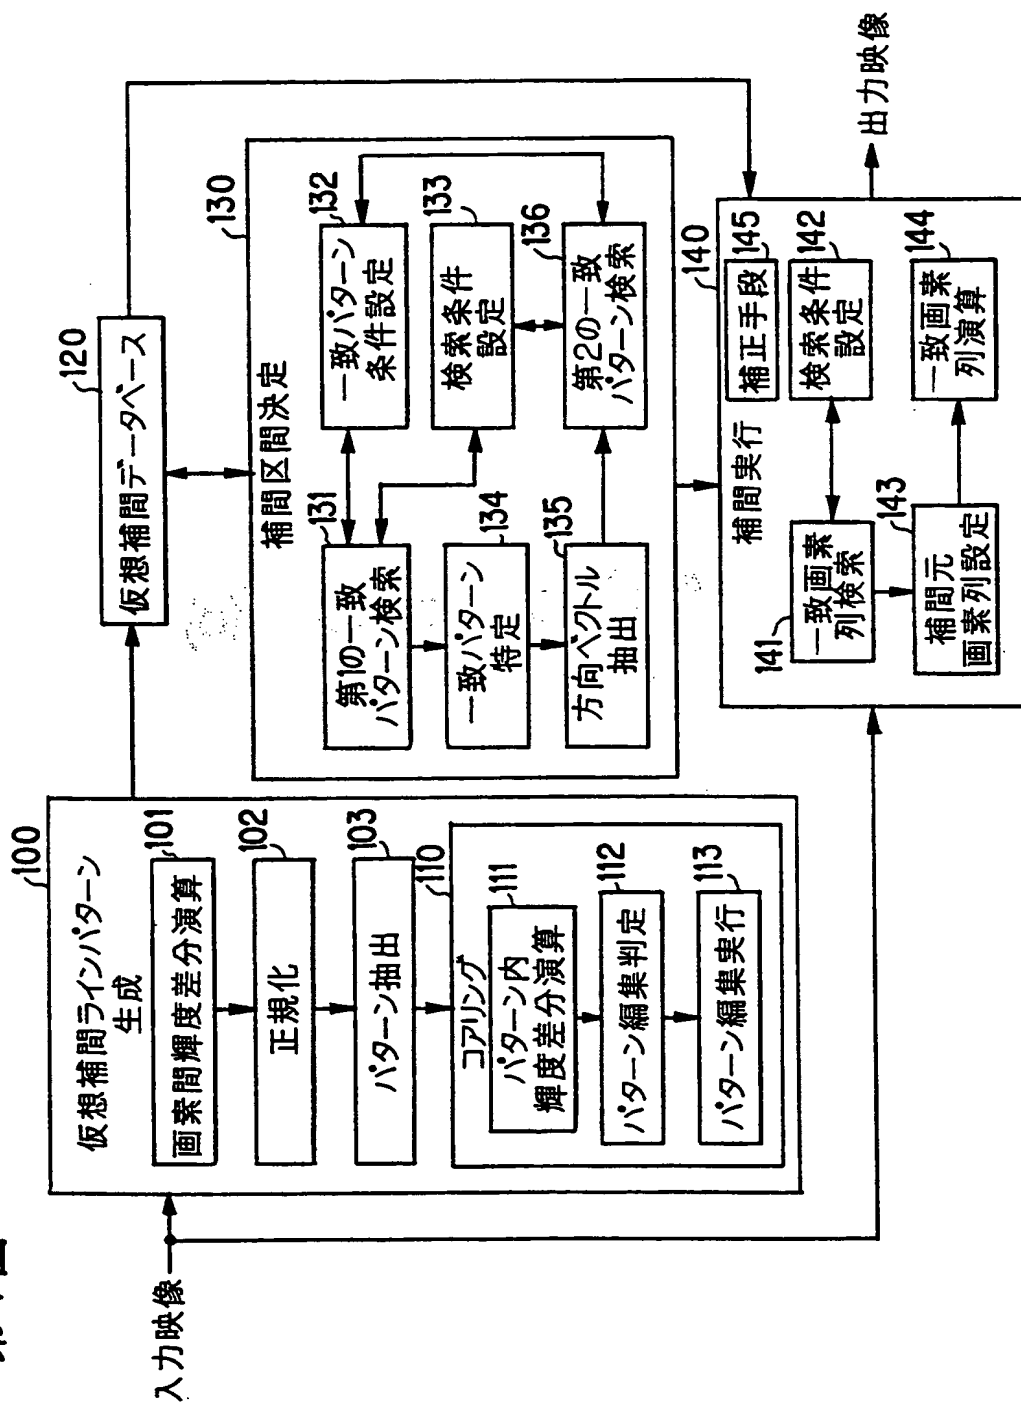 入力映像
100
仮想補間ラインパターン
生成
101
画素間輝度差分演算
102
正規化
103
パターン抽出
110
コアリング
111
パターン内
輝度差分演算
112
パターン編集判定
113
パターン編集実行
120
仮想補間データベース
130
補間区間決定
131
第1の一致
パターン検索
132
一致パターン
条件設定
133
検索条件
設定
134
一致パターン
特定
135
方向ベクトル
抽出
136
第2の一致
パターン検索
140
補間実行
145
補正手段
141
一致画素
列検索
142
検索条件
設定
143
補間元
画素列設定
144
一致画素
列演算
出力映像